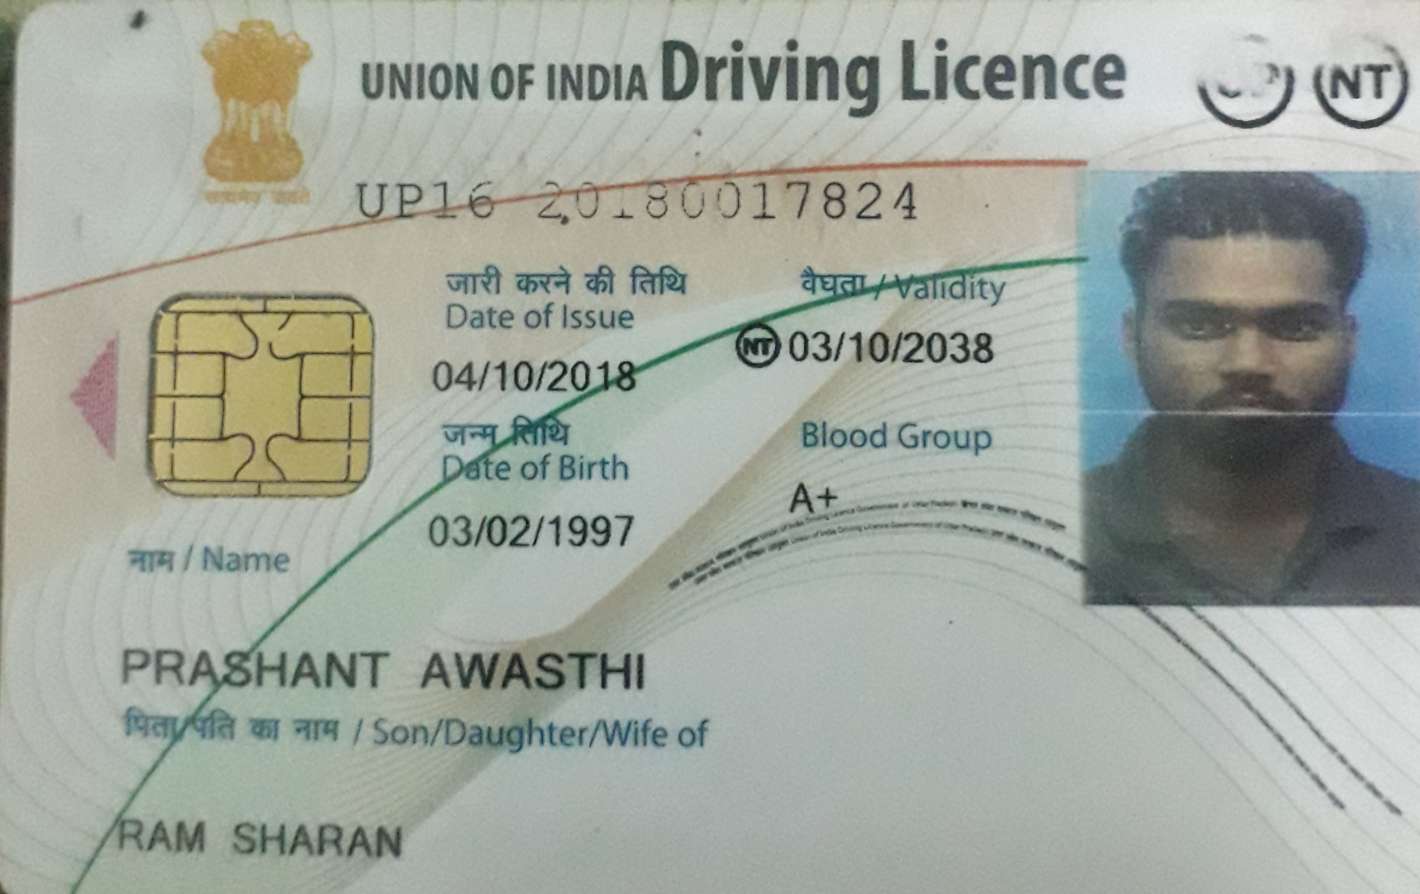 UNION OF INDIA Driving Licence
NT
UP16 20180017824
जारी करने की तिथि
Date of Issue
वैधता / Validity
04/10/2018
NT 03/10/2038
जन्म तिथि
Date of Birth
Blood Group
03/02/1997
A+
नाम / Name
PRASHANT AWASTHI
पिता/पति का नाम / Son/Daughter/Wife of
RAM SHARAN